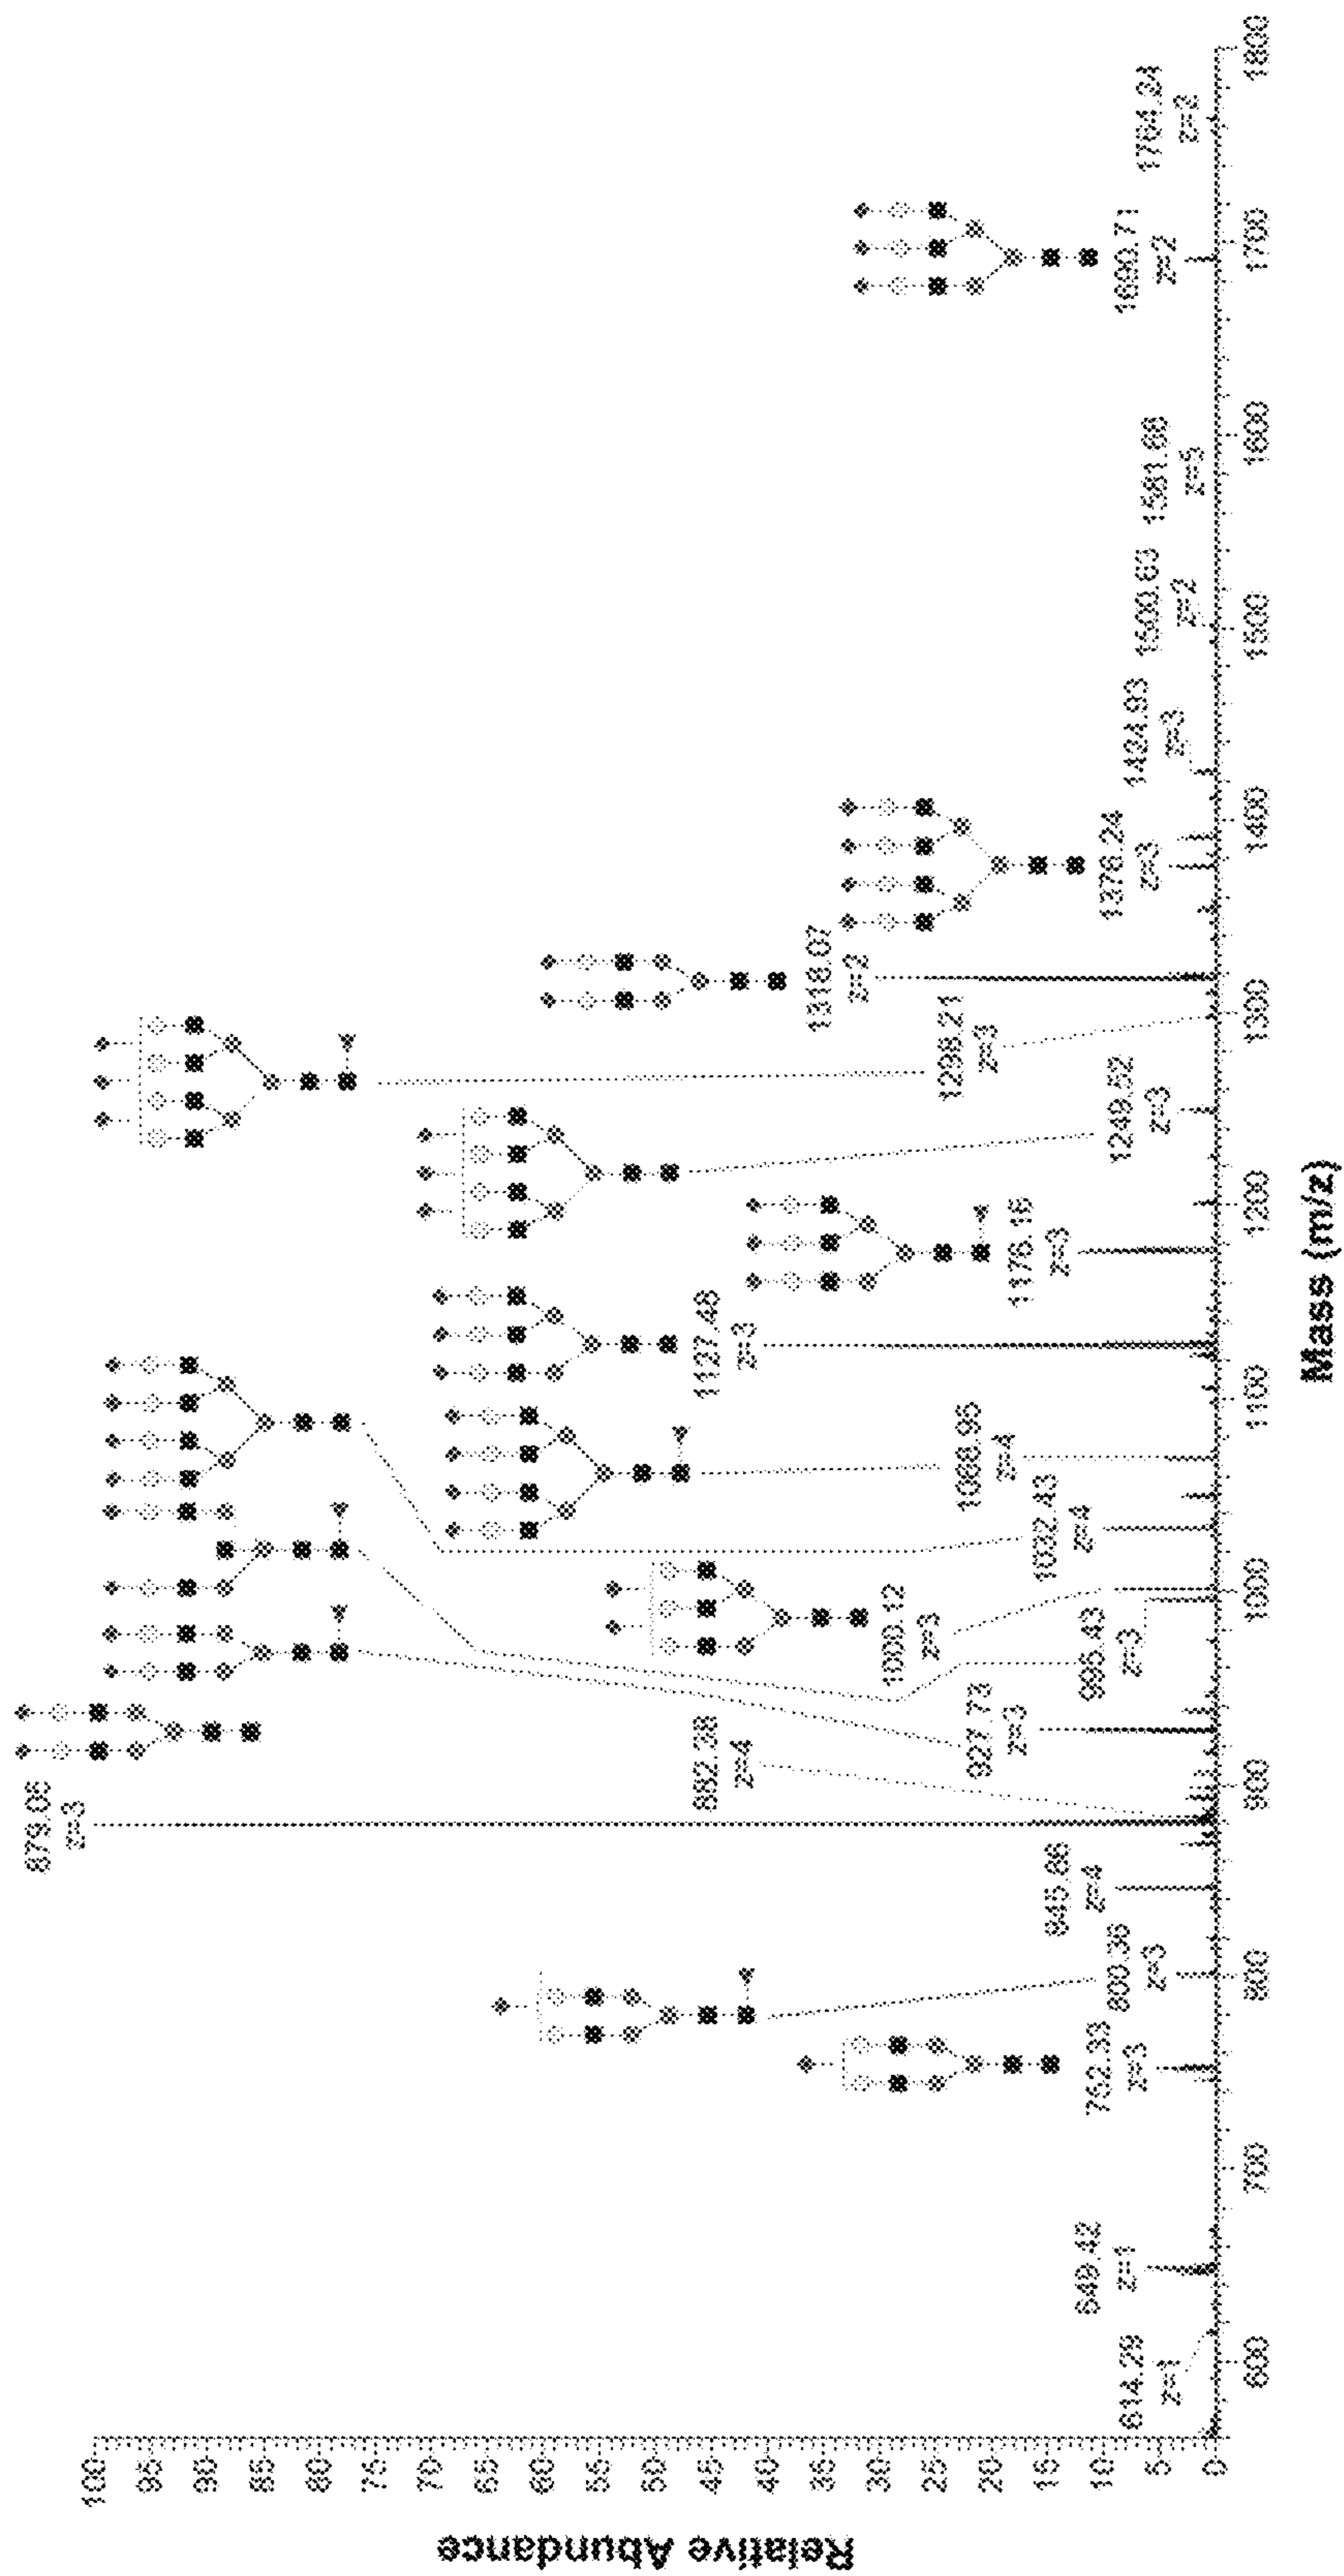 Relative Abundance
100
95
90
85
80
75
70
65
60
55
50
45
40
35
30
25
20
15
10
5
0
614.29
z=1
649.42
z=1
752.33
z=3
800.36
z=3
845.86
z=4
879.06
z=3
882.38
z=4
927.73
z=3
995.43
z=3
1000.12
z=3
1032.43
z=4
1068.95
z=4
1127.48
z=3
1176.16
z=3
1249.52
z=3
1298.21
z=3
1318.07
z=2
1376.24
z=3
1424.93
z=3
1500.63
z=2
1581.68
z=5
1690.71
z=2
1764.24
z=2
600
700
800
900
1000
1100
1200
1300
1400
1500
1600
1700
1800
Mass (m/z)